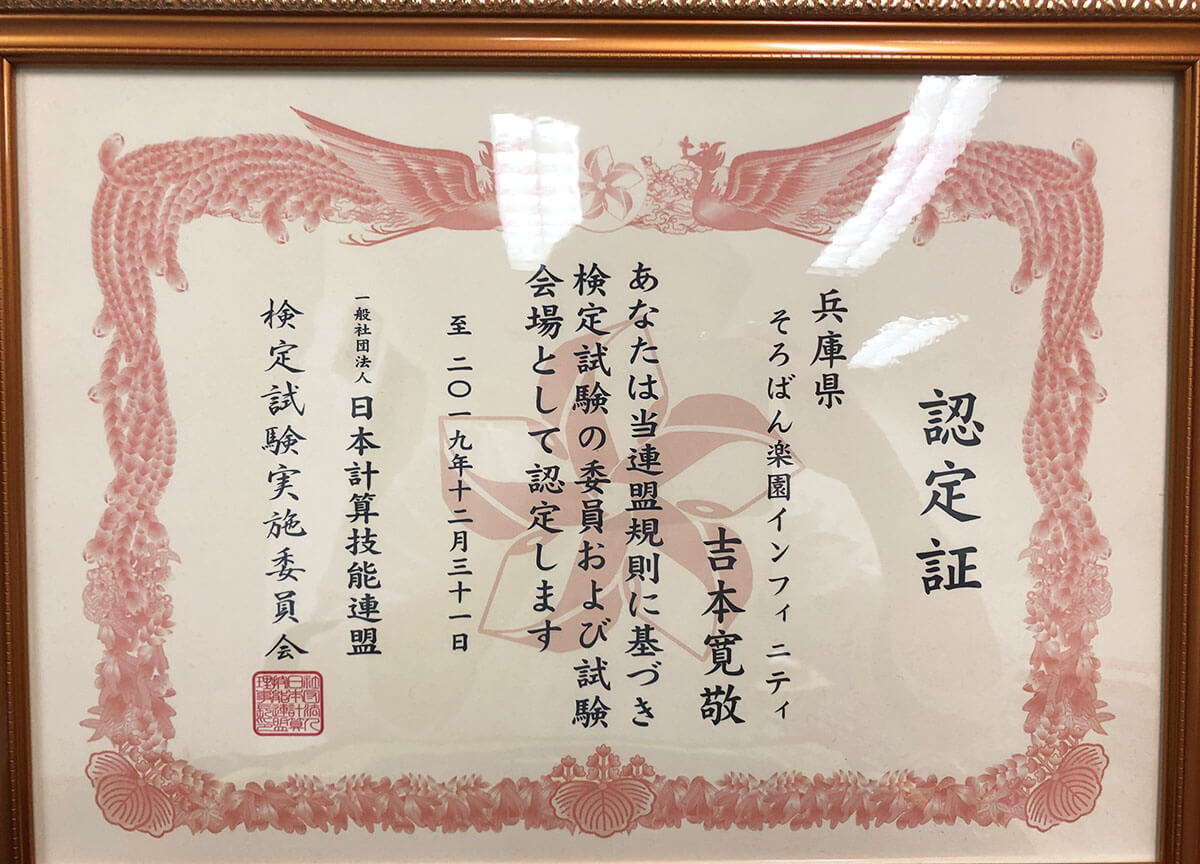 認定証
兵庫県
そろばん楽園インフィニティ
吉本寛敬
あなたは当連盟規則に基づき
検定試験の委員および試験
会場として認定します
至 二〇一九年十二月三十一日
一般社団法人 日本計算技能連盟
検定試験実施委員会